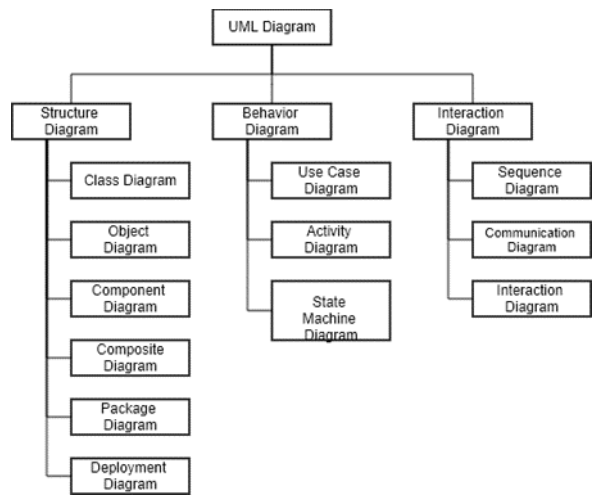 UML Diagram
Structure
Diagram
Behavior
Diagram
Interaction
Diagram
Class Diagram
Object
Diagram
Component
Diagram
Composite
Diagram
Package
Diagram
Deployment
Diagram
Use Case
Diagram
Activity
Diagram
State
Machine
Diagram
Sequence
Diagram
Communication
Diagram
Interaction
Diagram